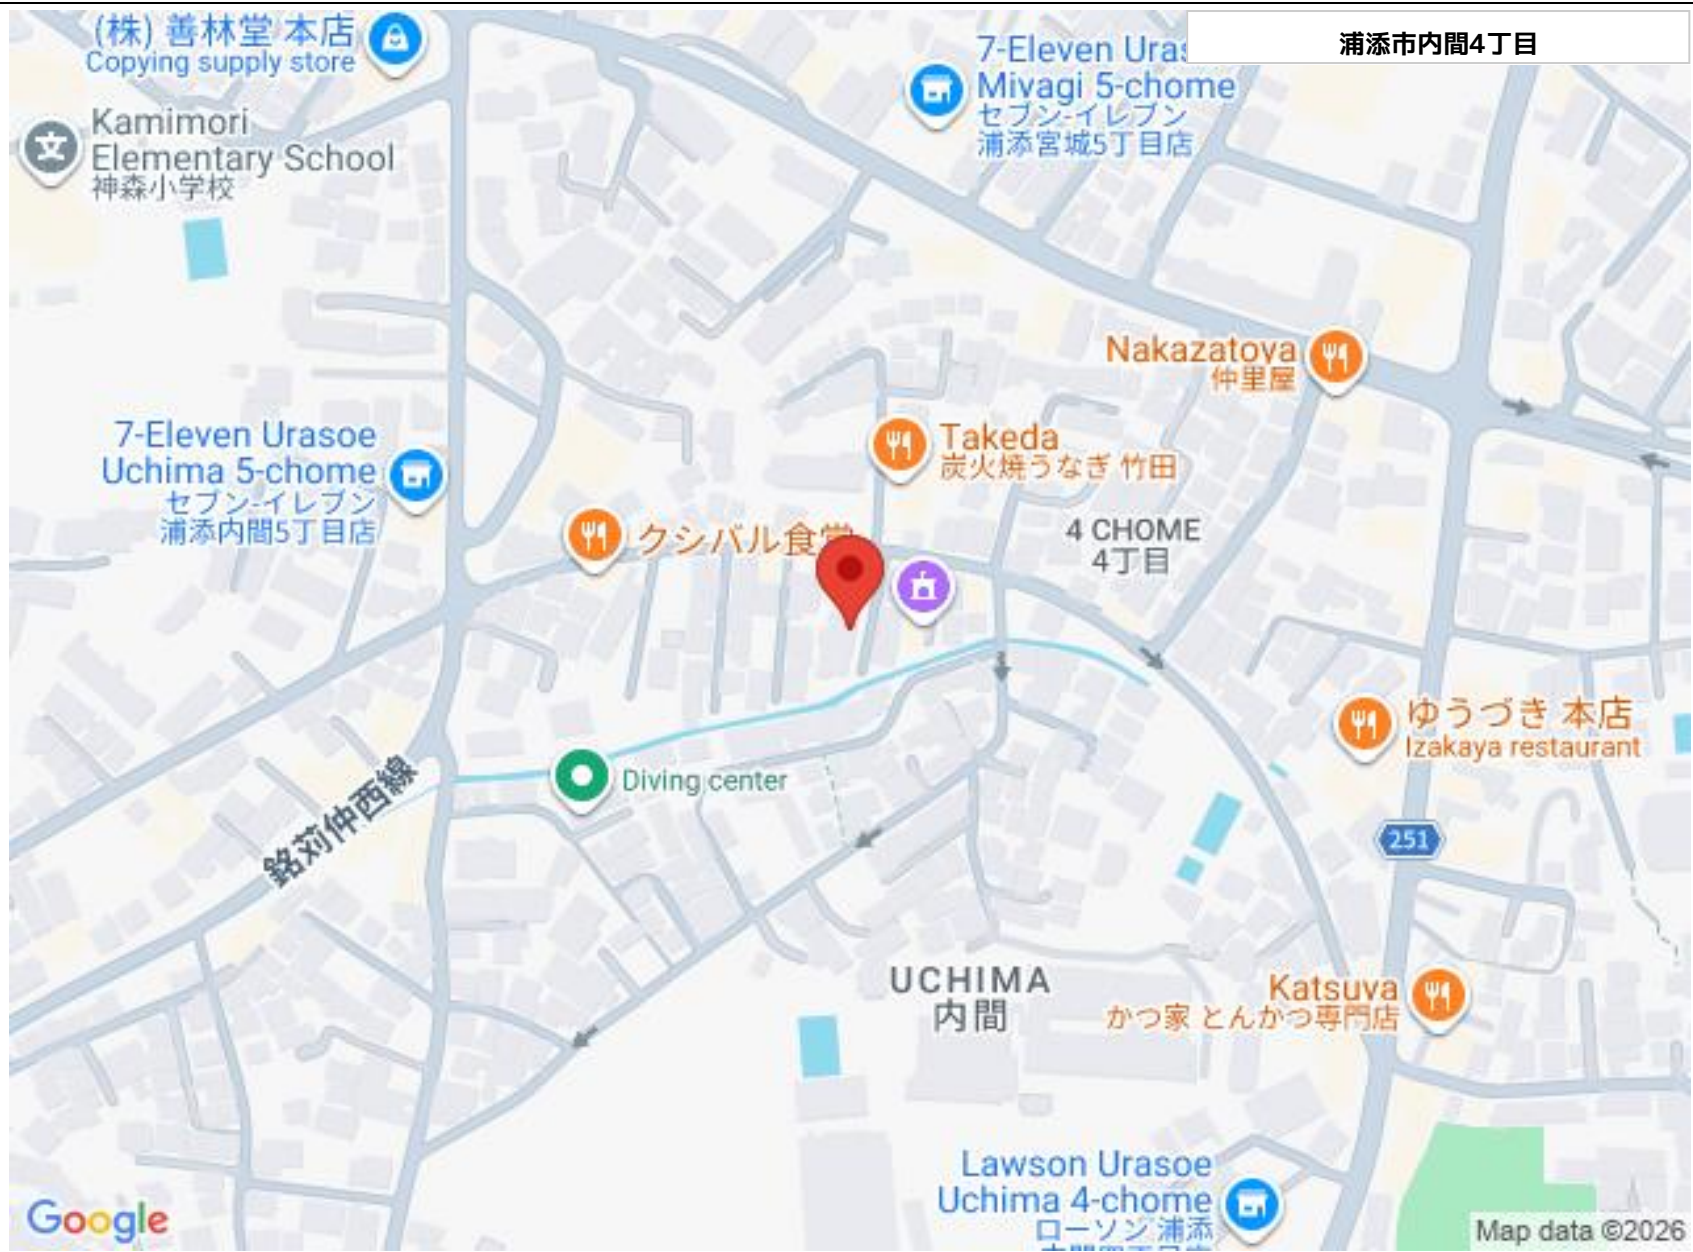 浦添市内間4丁目
(株) 善林堂 本店
Copying supply store
7-Eleven Uras
Miyagi 5-chome
セブン-イレブン
浦添宮城5丁目店
Kamimori
Elementary School
神森小学校
Nakazatoya
仲里屋
7-Eleven Urasoe
Uchima 5-chome
セブン-イレブン
浦添内間5丁目店
Takeda
炭火焼うなぎ 竹田
クシバル食堂
4 CHOME
4丁目
ゆうづき 本店
Izakaya restaurant
Diving center
銘苅仲西線
251
UCHIMA
内間
Katsuya
かつ家 とんかつ専門店
Lawson Urasoe
Uchima 4-chome
ローソン 浦添
Google
Map data ©2026